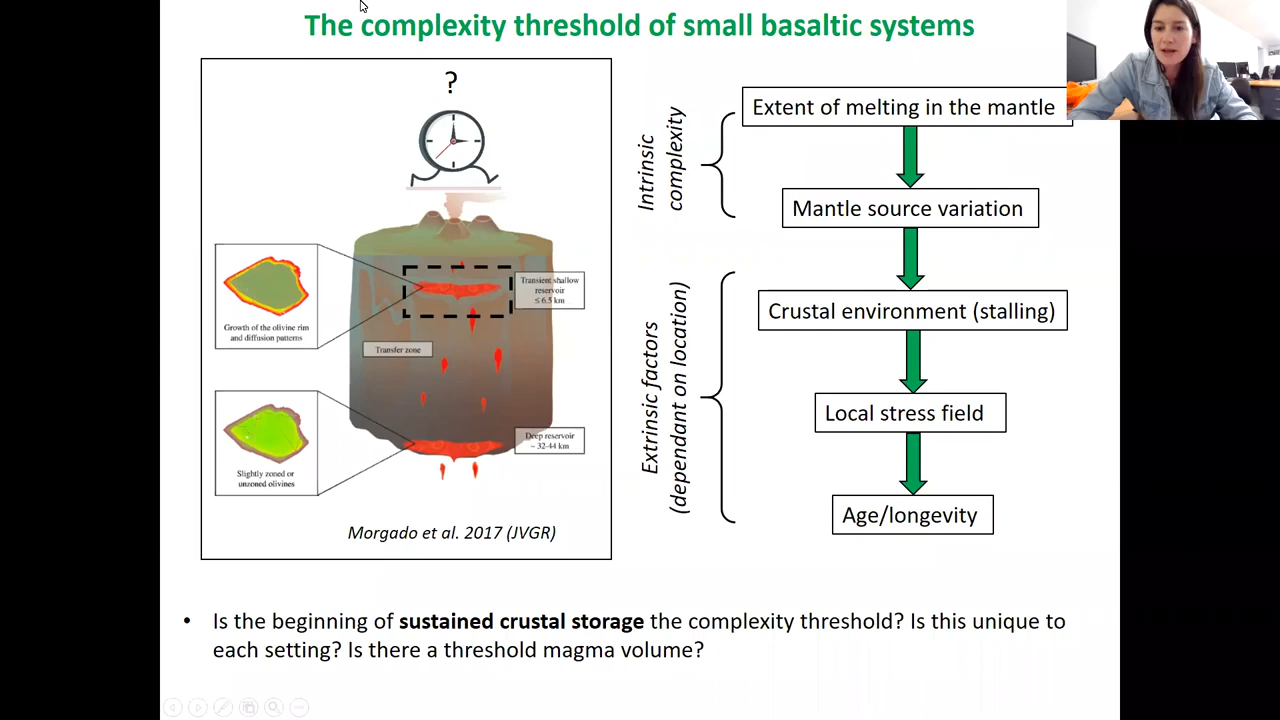 The complexity threshold of small basaltic systems
?
Transient shallow
reservoir
≤ 6.5 km
Growth of the olivine rim
and diffusion patterns
Transfer zone
Deep reservoir
~ 32-44 km
Slightly zoned or
unzoned olivines
Morgado et al. 2017 (JVGR)
Intrinsic
complexity
Extrinsic factors
(dependant on location)
Extent of melting in the mantle
Mantle source variation
Crustal environment (stalling)
Local stress field
Age/longevity
• Is the beginning of sustained crustal storage the complexity threshold? Is this unique to
each setting? Is there a threshold magma volume?